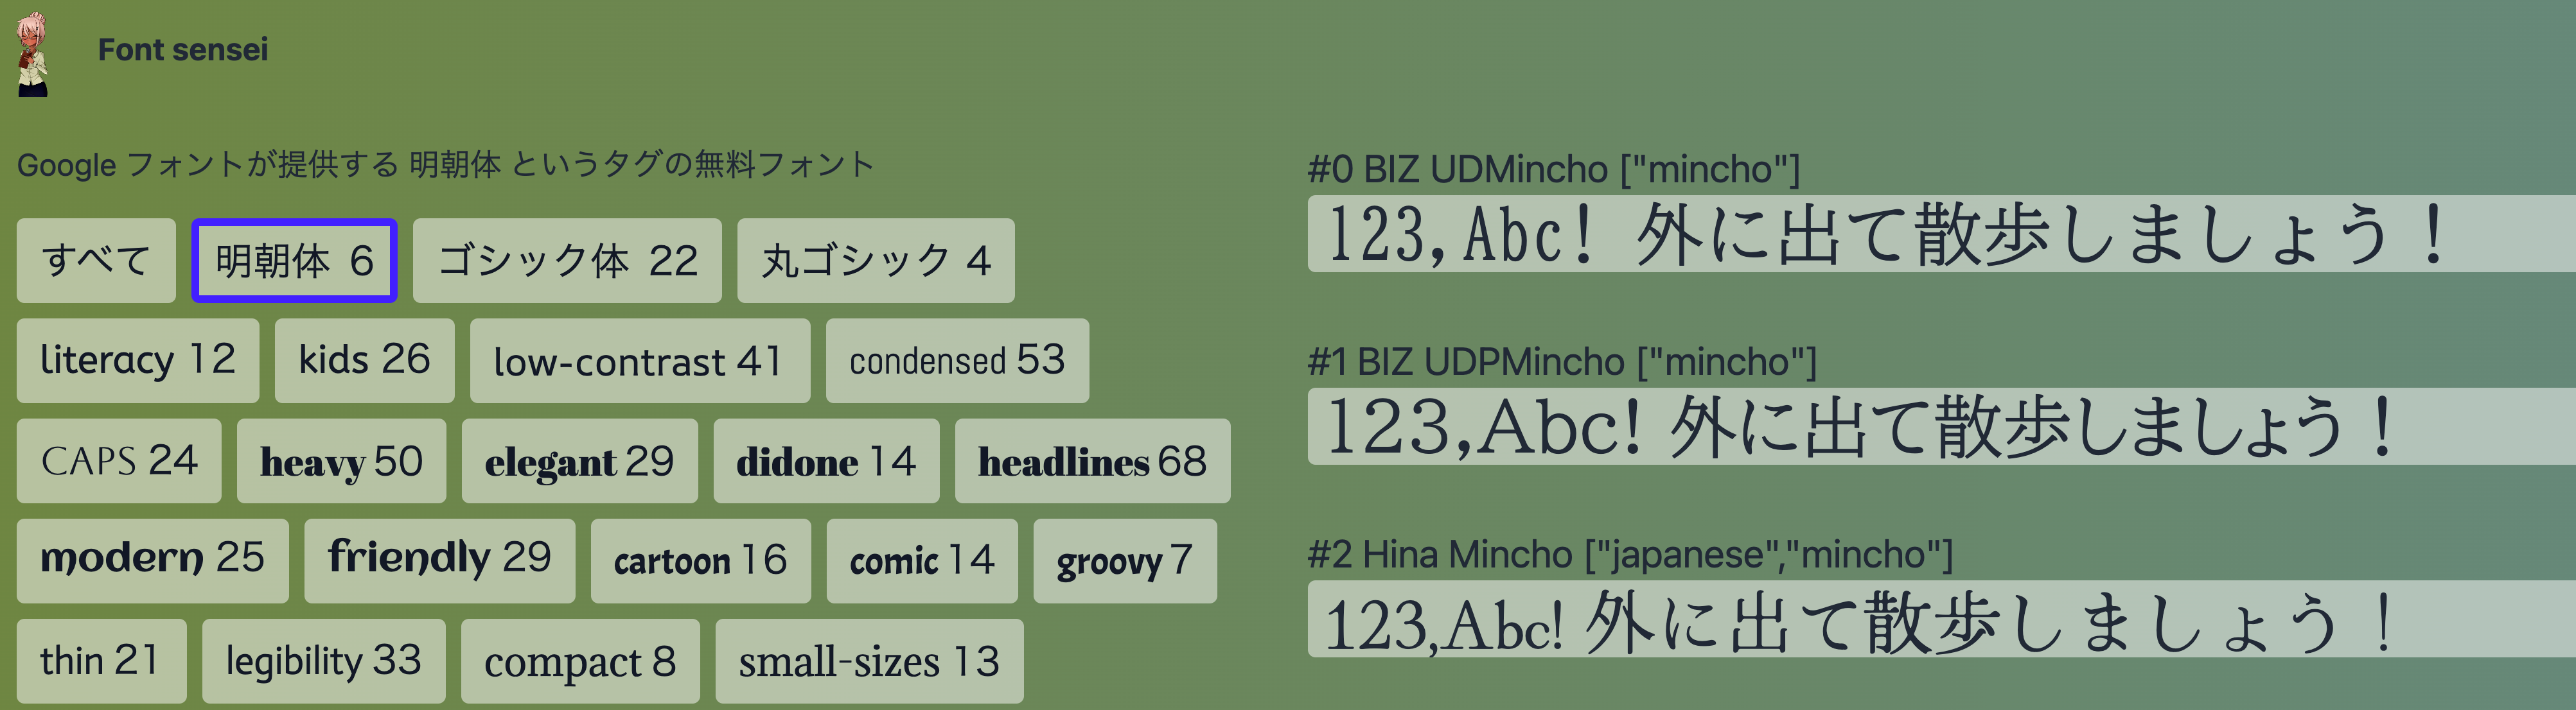 Font sensei
Google フォントが提供する 明朝体 というタグの無料フォント
すべて 明朝体 6 ゴシック体 22 丸ゴシック 4
literacy 12 kids 26 low-contrast 41 condensed 53
CAPS 24 heavy 50 elegant 29 didone 14 headlines 68
modern 25 friendly 29 cartoon 16 comic 14 groovy 7
thin 21 legibility 33 compact 8 small-sizes 13
#0 BIZ UDMincho ["mincho"]
123,Abc! 外に出て散歩しましょう！
#1 BIZ UDPMincho ["mincho"]
123,Abc! 外に出て散歩しましょう！
#2 Hina Mincho ["japanese","mincho"]
123,Abc! 外に出て散歩しましょう！